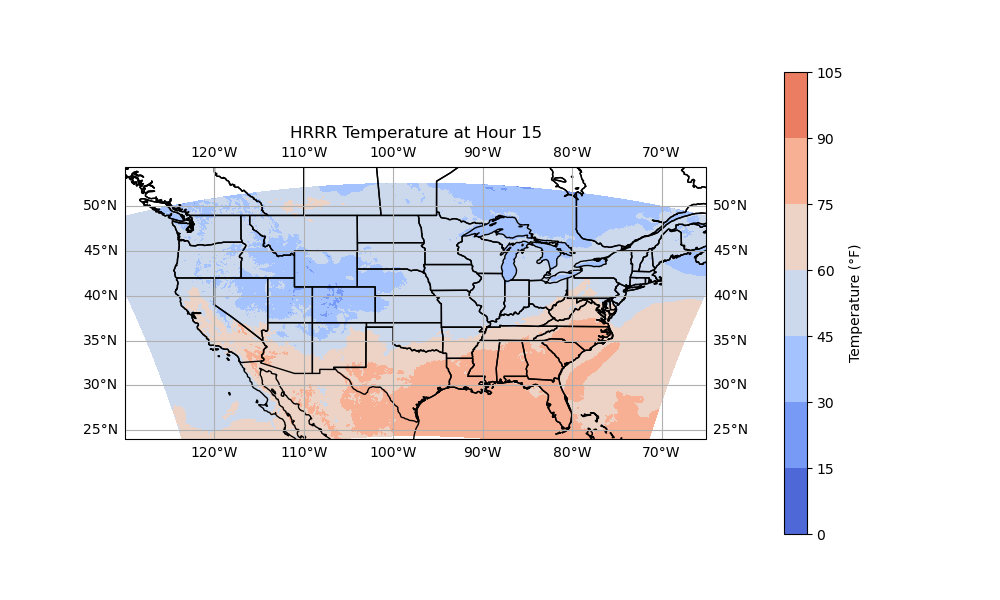 HRRR Temperature at Hour 15
120°W 110°W 100°W 90°W 80°W 70°W
50°N 50°N
45°N 45°N
40°N 40°N
35°N 35°N
30°N 30°N
25°N 25°N
120°W 110°W 100°W 90°W 80°W 70°W
105
90
75
60
45
30
15
0
Temperature (°F)